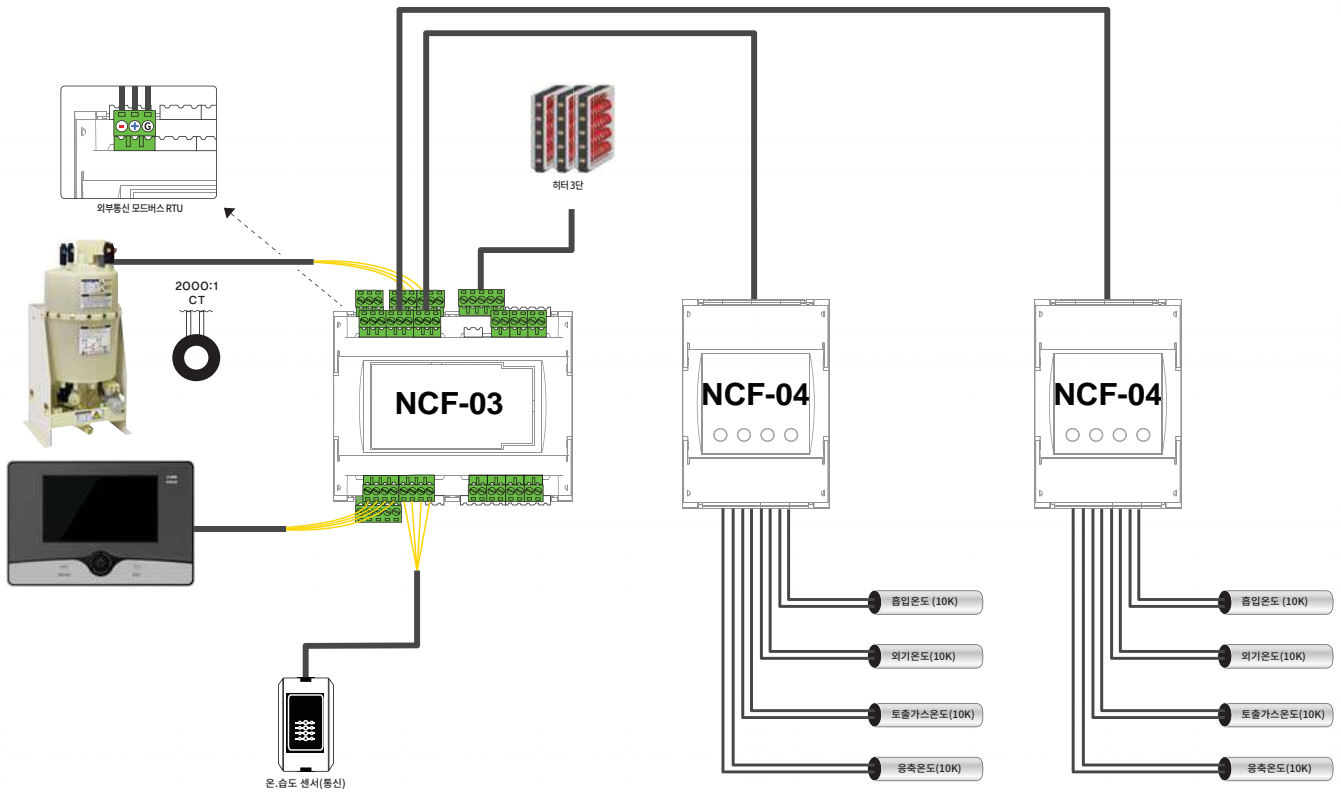 - + G
외부통신 모드버스 RTU
히터 3단
2000:1
CT
NCF-03
NCF-04
NCF-04
흡입온도 (10K)
흡입온도 (10K)
외기온도(10K)
외기온도(10K)
토출가스온도(10K)
토출가스온도(10K)
응축온도(10K)
응축온도(10K)
온.습도 센서(통신)